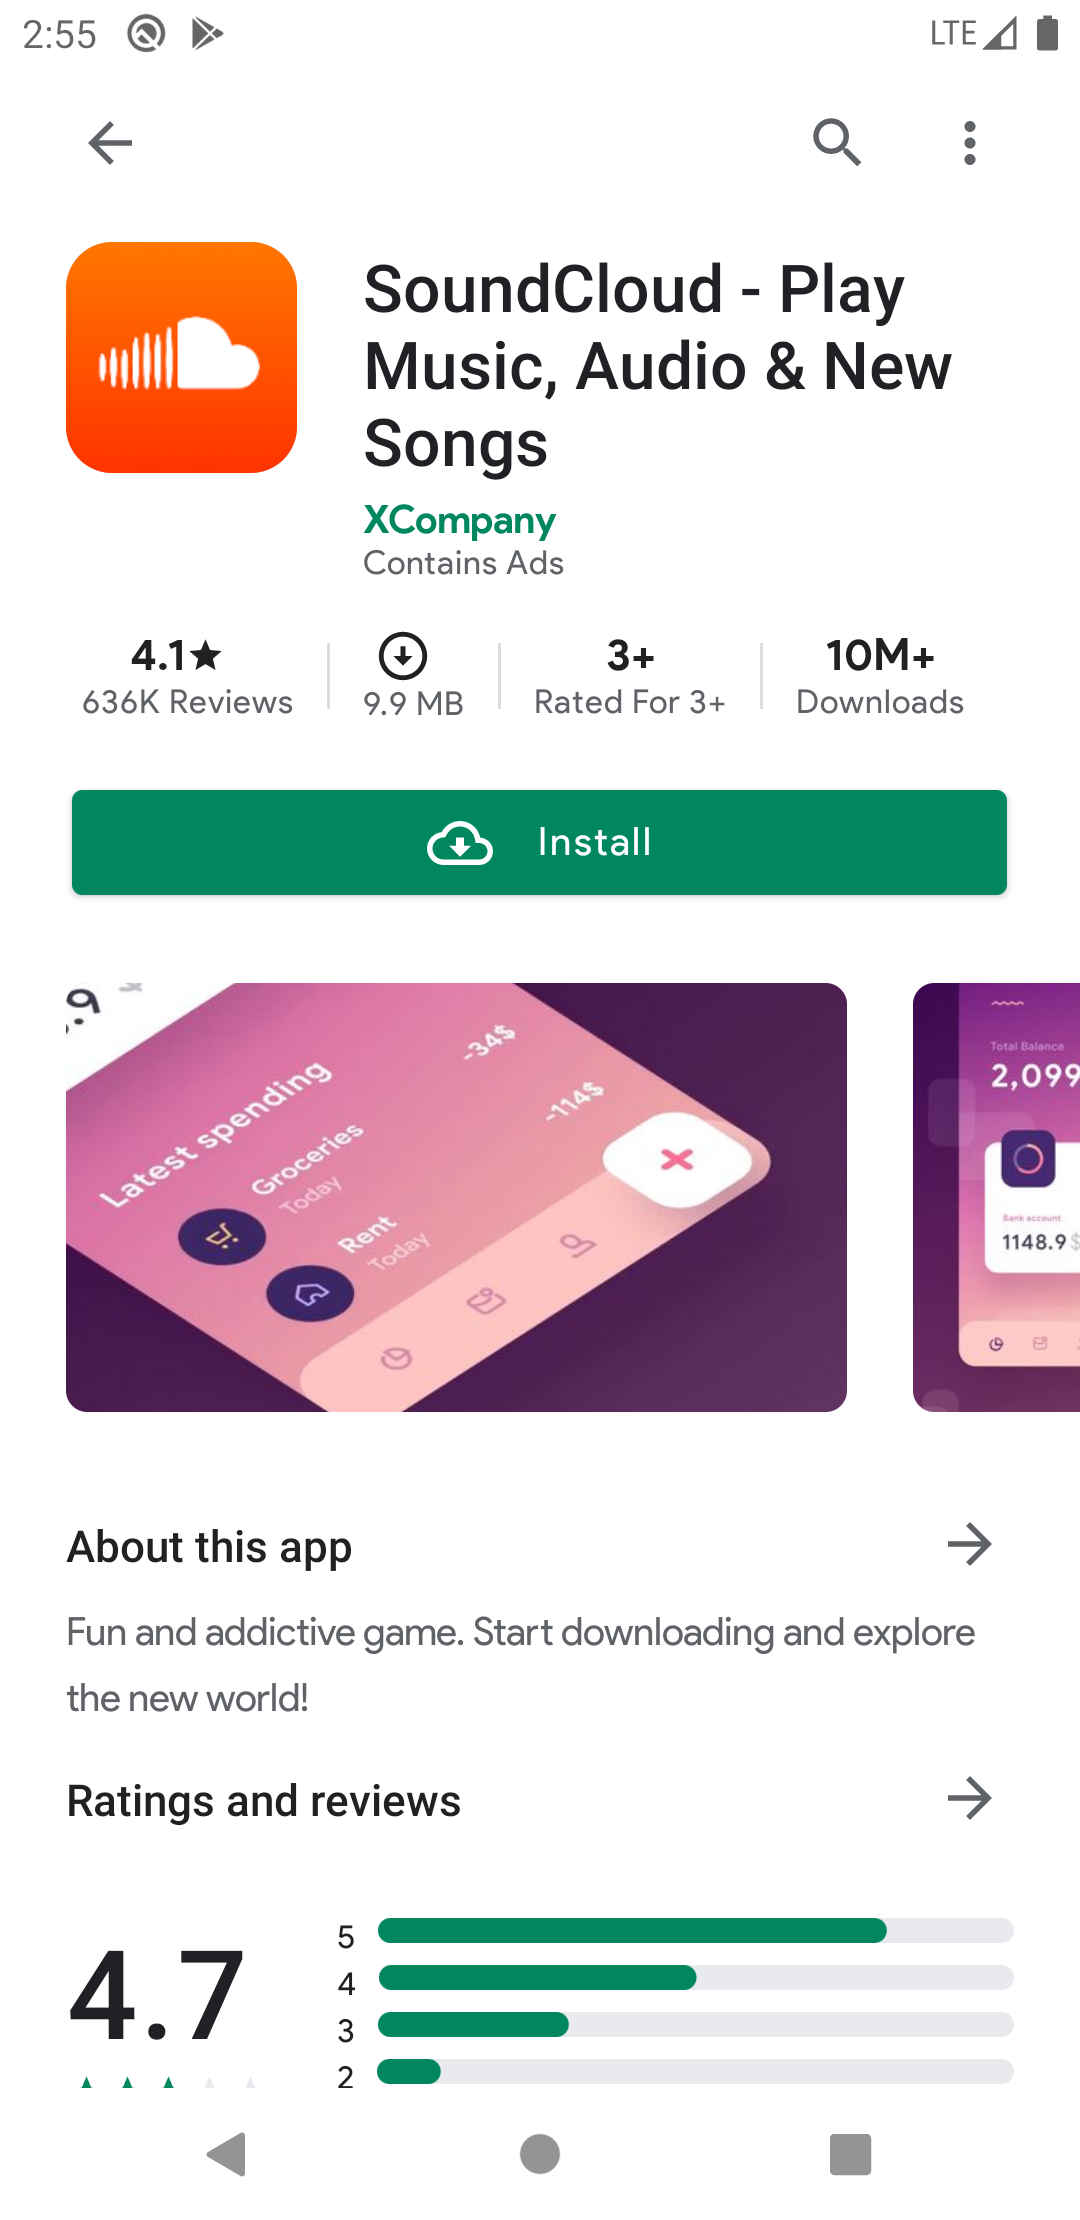 2:55
LTE
SoundCloud - Play
Music, Audio & New
Songs
XCompany
Contains Ads
4.1★
636K Reviews
9.9 MB
3+
Rated For 3+
10M+
Downloads
Install
.9
Latest spending
-34$
Groceries
Today
-114$
Rent
Today
Total Balance
2,099
Bank account
1148.9 $
About this app
Fun and addictive game. Start downloading and explore
the new world!
Ratings and reviews
4.7
5
4
3
2